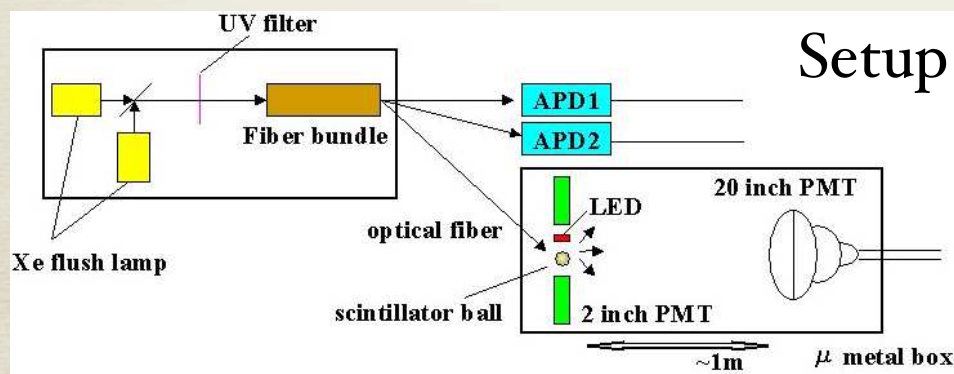 Setup
UV filter
Fiber bundle
Xe flush lamp
APD1
APD2
optical fiber
scintillator ball
LED
20 inch PMT
2 inch PMT
~1m
μ metal box